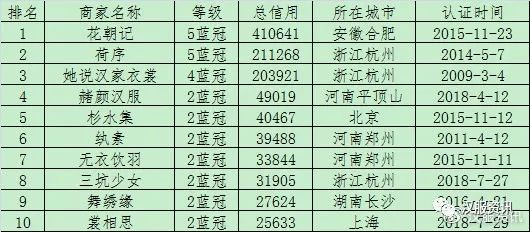 排名 商家名称 等级 总信用 所在城市 认证时间
1 花朝记 5蓝冠 410641 安徽合肥 2015-11-23
2 荷序 5蓝冠 211268 浙江杭州 2014-5-7
3 她说汉家衣裳 4蓝冠 203921 浙江杭州 2009-3-4
4 赭颜汉服 2蓝冠 49019 河南平顶山 2018-4-12
5 杉水集 2蓝冠 40467 北京 2015-11-12
6 执素 2蓝冠 39488 河南郑州 2011-4-12
7 无衣饮羽 2蓝冠 33844 河南郑州 2015-11-11
8 三坑少女 2蓝冠 31905 浙江杭州 2018-7-27
9 舞绣缘 2蓝冠 27624 湖南长沙
10 裳相思 2蓝冠 25633 上海 2018-7-29
汉服资讯